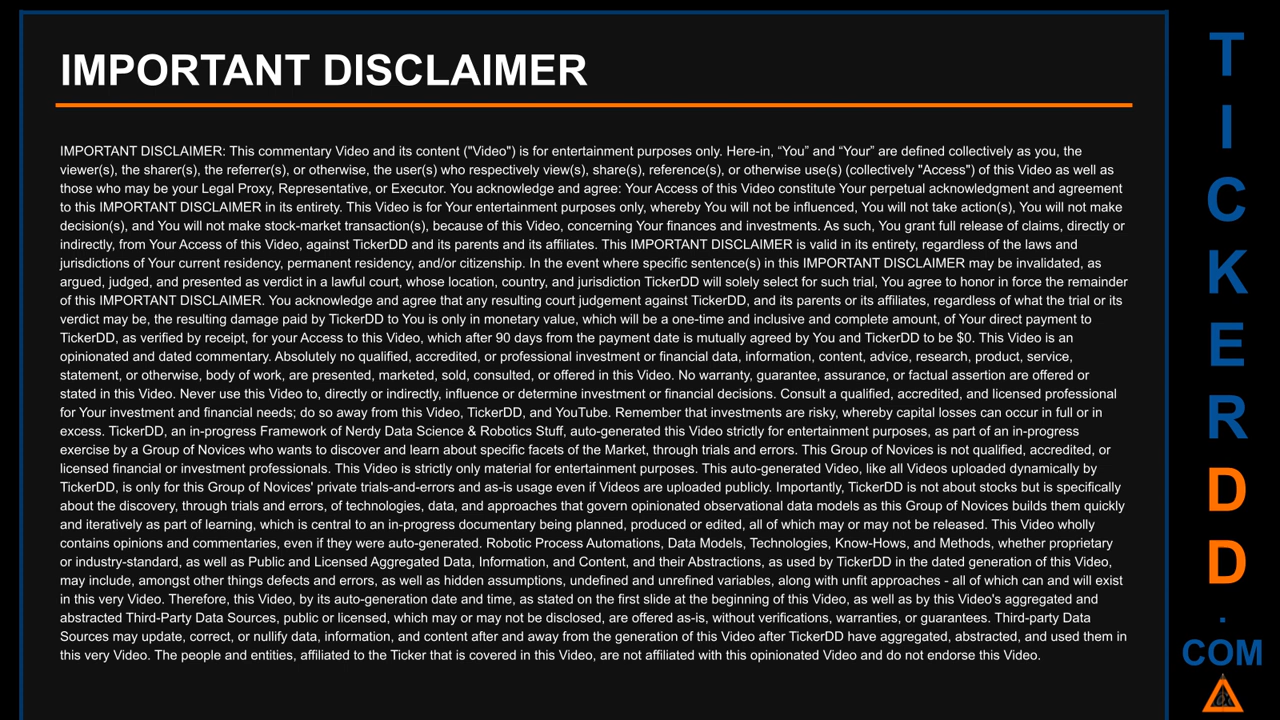 IMPORTANT DISCLAIMER
IMPORTANT DISCLAIMER: This commentary Video and its content ("Video") is for entertainment purposes only. Here-in, “You” and “Your” are defined collectively as you, the
viewer(s), the sharer(s), the referrer(s), or otherwise, the user(s) who respectively view(s), share(s), reference(s), or otherwise use(s) (collectively "Access") of this Video as well as
those who may be your Legal Proxy, Representative, or Executor. You acknowledge and agree: Your Access of this Video constitute Your perpetual acknowledgment and agreement
to this IMPORTANT DISCLAIMER in its entirety. This Video is for Your entertainment purposes only, whereby You will not be influenced, You will not take action(s), You will not make
decision(s), and You will not make stock-market transaction(s), because of this Video, concerning Your finances and investments. As such, You grant full release of claims, directly or
indirectly, from Your Access of this Video, against TickerDD and its parents and its affiliates. This IMPORTANT DISCLAIMER is valid in its entirety, regardless of the laws and
jurisdictions of Your current residency, permanent residency, and/or citizenship. In the event where specific sentence(s) in this IMPORTANT DISCLAIMER may be invalidated, as
argued, judged, and presented as verdict in a lawful court, whose location, country, and jurisdiction TickerDD will solely select for such trial, You agree to honor in force the remainder
of this IMPORTANT DISCLAIMER. You acknowledge and agree that any resulting court judgement against TickerDD, and its parents or its affiliates, regardless of what the trial or its
verdict may be, the resulting damage paid by TickerDD to You is only in monetary value, which will be a one-time and inclusive and complete amount, of Your direct payment to
TickerDD, as verified by receipt, for your Access to this Video, which after 90 days from the payment date is mutually agreed by You and TickerDD to be $0. This Video is an
opinionated and dated commentary. Absolutely no qualified, accredited, or professional investment or financial data, information, content, advice, research, product, service,
statement, or otherwise, body of work, are presented, marketed, sold, consulted, or offered in this Video. No warranty, guarantee, assurance, or factual assertion are offered or
stated in this Video. Never use this Video to, directly or indirectly, influence or determine investment or financial decisions. Consult a qualified, accredited, and licensed professional
for Your investment and financial needs; do so away from this Video, TickerDD, and YouTube. Remember that investments are risky, whereby capital losses can occur in full or in
excess. TickerDD, an in-progress Framework of Nerdy Data Science & Robotics Stuff, auto-generated this Video strictly for entertainment purposes, as part of an in-progress
exercise by a Group of Novices who wants to discover and learn about specific facets of the Market, through trials and errors. This Group of Novices is not qualified, accredited, or
licensed financial or investment professionals. This Video is strictly only material for entertainment purposes. This auto-generated Video, like all Videos uploaded dynamically by
TickerDD, is only for this Group of Novices' private trials-and-errors and as-is usage even if Videos are uploaded publicly. Importantly, TickerDD is not about stocks but is specifically
about the discovery, through trials and errors, of technologies, data, and approaches that govern opinionated observational data models as this Group of Novices builds them quickly
and iteratively as part of learning, which is central to an in-progress documentary being planned, produced or edited, all of which may or may not be released. This Video wholly
contains opinions and commentaries, even if they were auto-generated. Robotic Process Automations, Data Models, Technologies, Know-Hows, and Methods, whether proprietary
or industry-standard, as well as Public and Licensed Aggregated Data, Information, and Content, and their Abstractions, as used by TickerDD in the dated generation of this Video,
may include, amongst other things defects and errors, as well as hidden assumptions, undefined and unrefined variables, along with unfit approaches - all of which can and will exist
in this very Video. Therefore, this Video, by its auto-generation date and time, as stated on the first slide at the beginning of this Video, as well as by this Video's aggregated and
abstracted Third-Party Data Sources, public or licensed, which may or may not be disclosed, are offered as-is, without verifications, warranties, or guarantees. Third-party Data
Sources may update, correct, or nullify data, information, and content after and away from the generation of this Video after TickerDD have aggregated, abstracted, and used them in
this very Video. The people and entities, affiliated to the Ticker that is covered in this Video, are not affiliated with this opinionated Video and do not endorse this Video.
T
I
C
K
E
R
D
D
.
COM